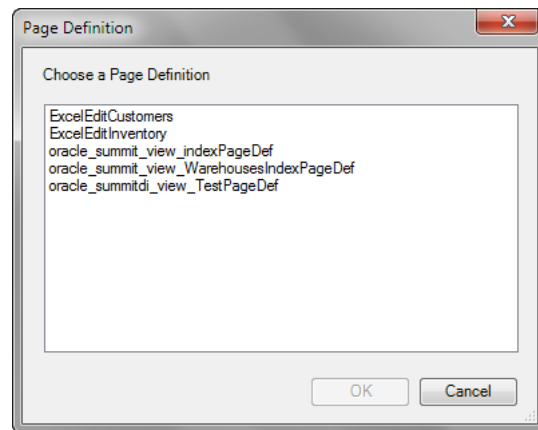 Page Definition
Choose a Page Definition
ExcelEditCustomers
ExcelEditInventory
oracle_summit_view_indexPageDef
oracle_summit_view_WarehousesIndexPageDef
oracle_summitdi_view_TestPageDef
OK
Cancel